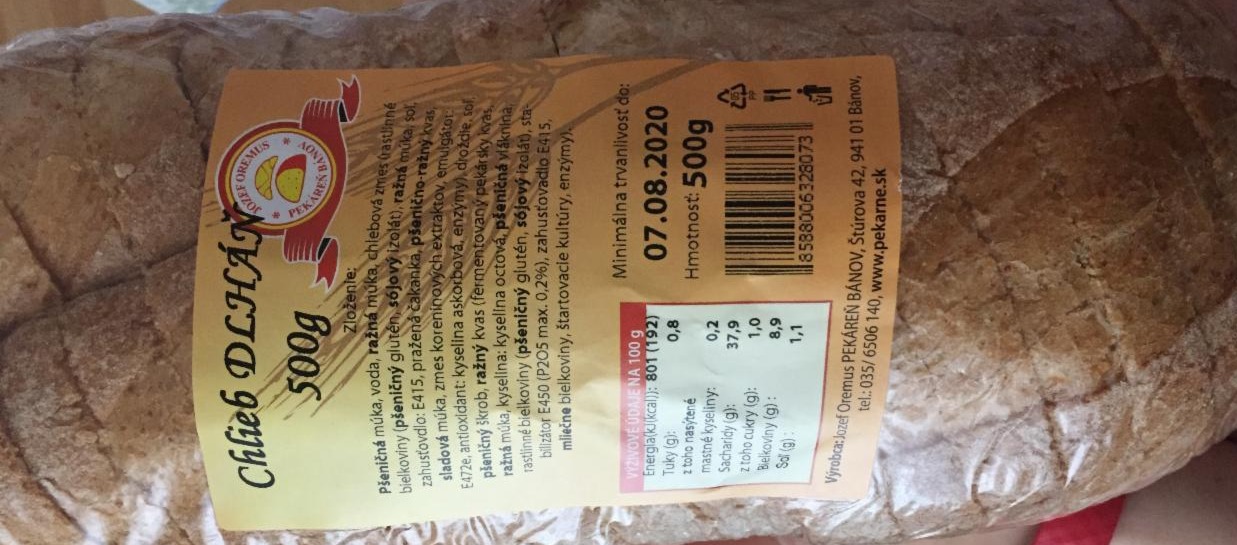 Chlieb DLHÁŇ
500g
JOZEF OREMUS
PEKÁREŇ BÁNOV
Zloženie:
Pšeničná múka, voda, ražná múka, chlebová zmes (rastlinné
bielkoviny (pšeničný glutén, sójový izolát), ražná múka, soľ,
zahusťovdlo: E415, pražená čakanka, pšenično-ražný kvas,
sladová múka, zmes koreninových extraktov, emulgátor:
E472e, antioxidant: kyselina askorbová, enzýmy), droždie, soľ,
pšeničný škrob, ražný kvas (fermentovaný pekársky kvas,
ražná múka, kyselina: kyselina octová, pšeničná vláknina,
rastlinné bielkoviny (pšeničný glutén, sójový izolát), sta-
bilizátor E450 (P2O5 max. 0,2%), zahusťovadlo E415,
mliečne bielkoviny, štartovacie kultúry, enzýmy)).
VÝŽIVOVÉ ÚDAJE NA 100 g
Energia(kJ(kcal)): 801 (192)
Tuky (g): 0,8
z toho nasýtené
mastné kyseliny: 0,2
Sacharidy (g): 37,9
z toho cukry (g): 1,0
Bielkoviny (g) : 8,9
Soľ (g) : 1,1
Minimálna trvanlivosť do:
07.08.2020
Hmotnosť: 500g
05
PP
8588006328073
Výrobca: Jozef Oremus PEKÁREŇ BÁNOV, Štúrova 42, 941 01 Bánov,
tel.: 035/ 6506 140, www.pekarne.sk